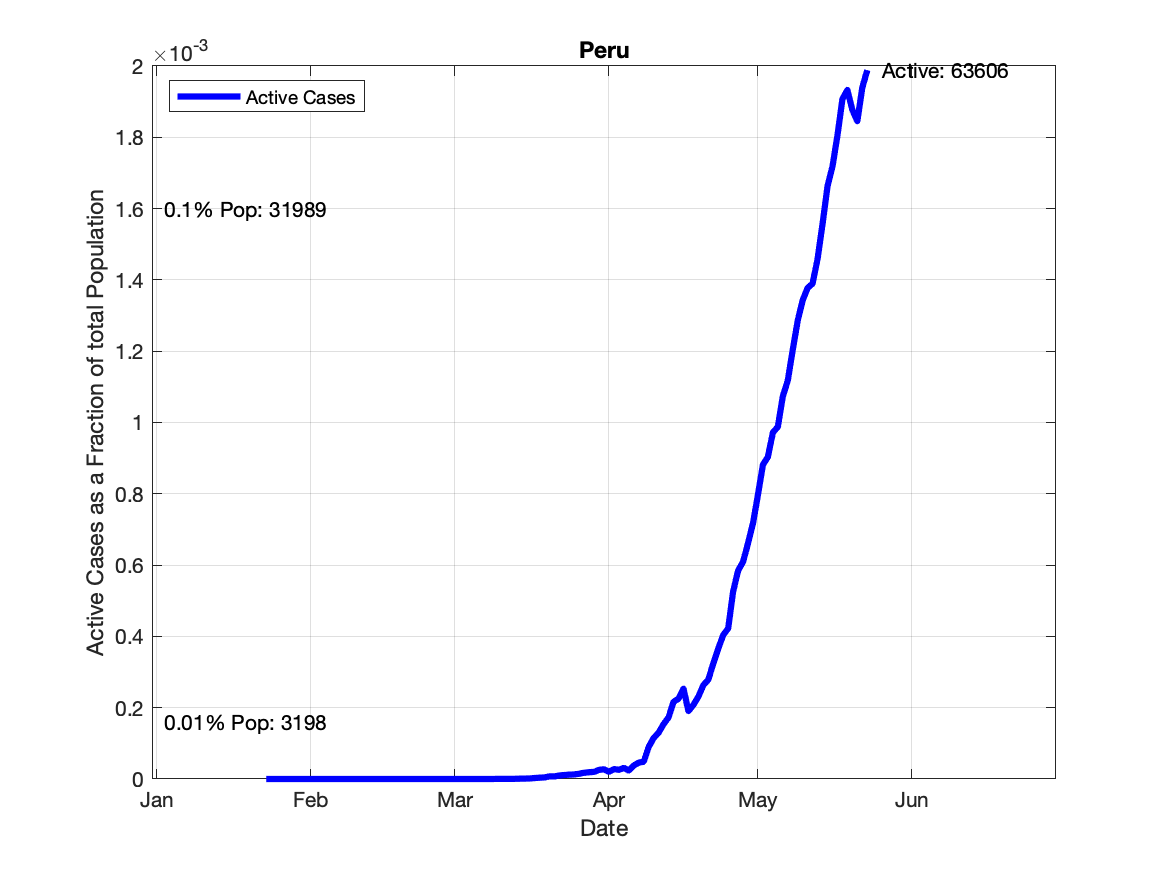 Peru
×10-3
2
1.8
1.6
1.4
1.2
1
0.8
0.6
0.4
0.2
0
Active Cases as a Fraction of total Population
Active Cases
Active: 63606
0.1% Pop: 31989
0.01% Pop: 3198
Jan Feb Mar Apr May Jun
Date